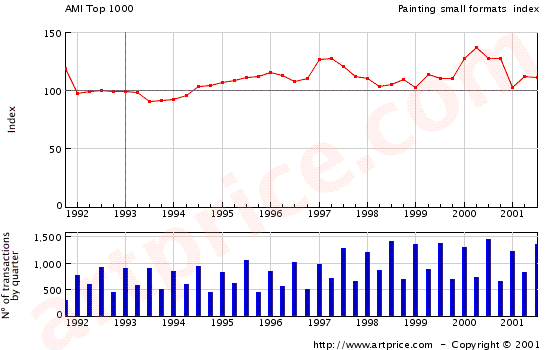 AMI Top 1000
Painting small formats index
Index
150
100
50
0
1992 1993 1994 1995 1996 1997 1998 1999 2000 2001
N° of transactions
by quarter
1,500
1,000
500
0
1992 1993 1994 1995 1996 1997 1998 1999 2000 2001
artprice.com
http://www.artprice.com - Copyright © 2001